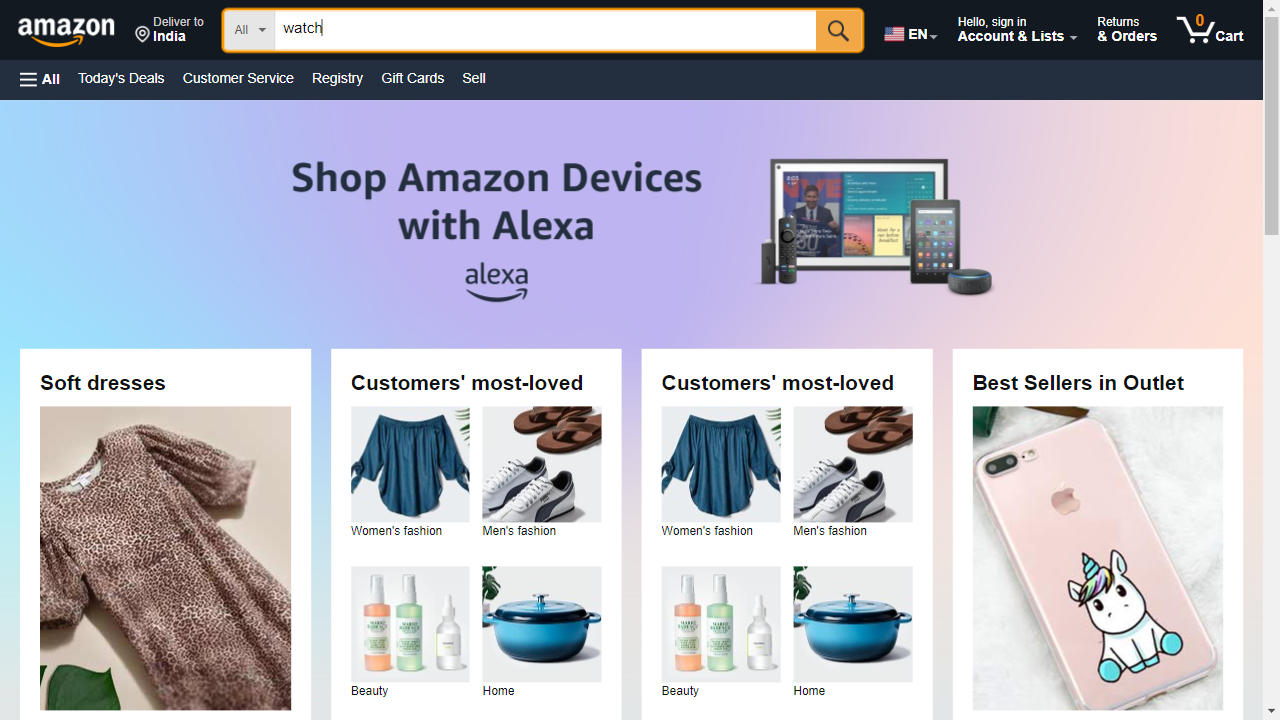 amazon
Deliver to
India
All
watch
EN
Hello, sign in
Account & Lists
Returns
& Orders
0
Cart
All
Today's Deals
Customer Service
Registry
Gift Cards
Sell
Shop Amazon Devices
with Alexa
alexa
Soft dresses
Customers' most-loved
Women's fashion
Men's fashion
Beauty
Home
Customers' most-loved
Women's fashion
Men's fashion
Beauty
Home
Best Sellers in Outlet